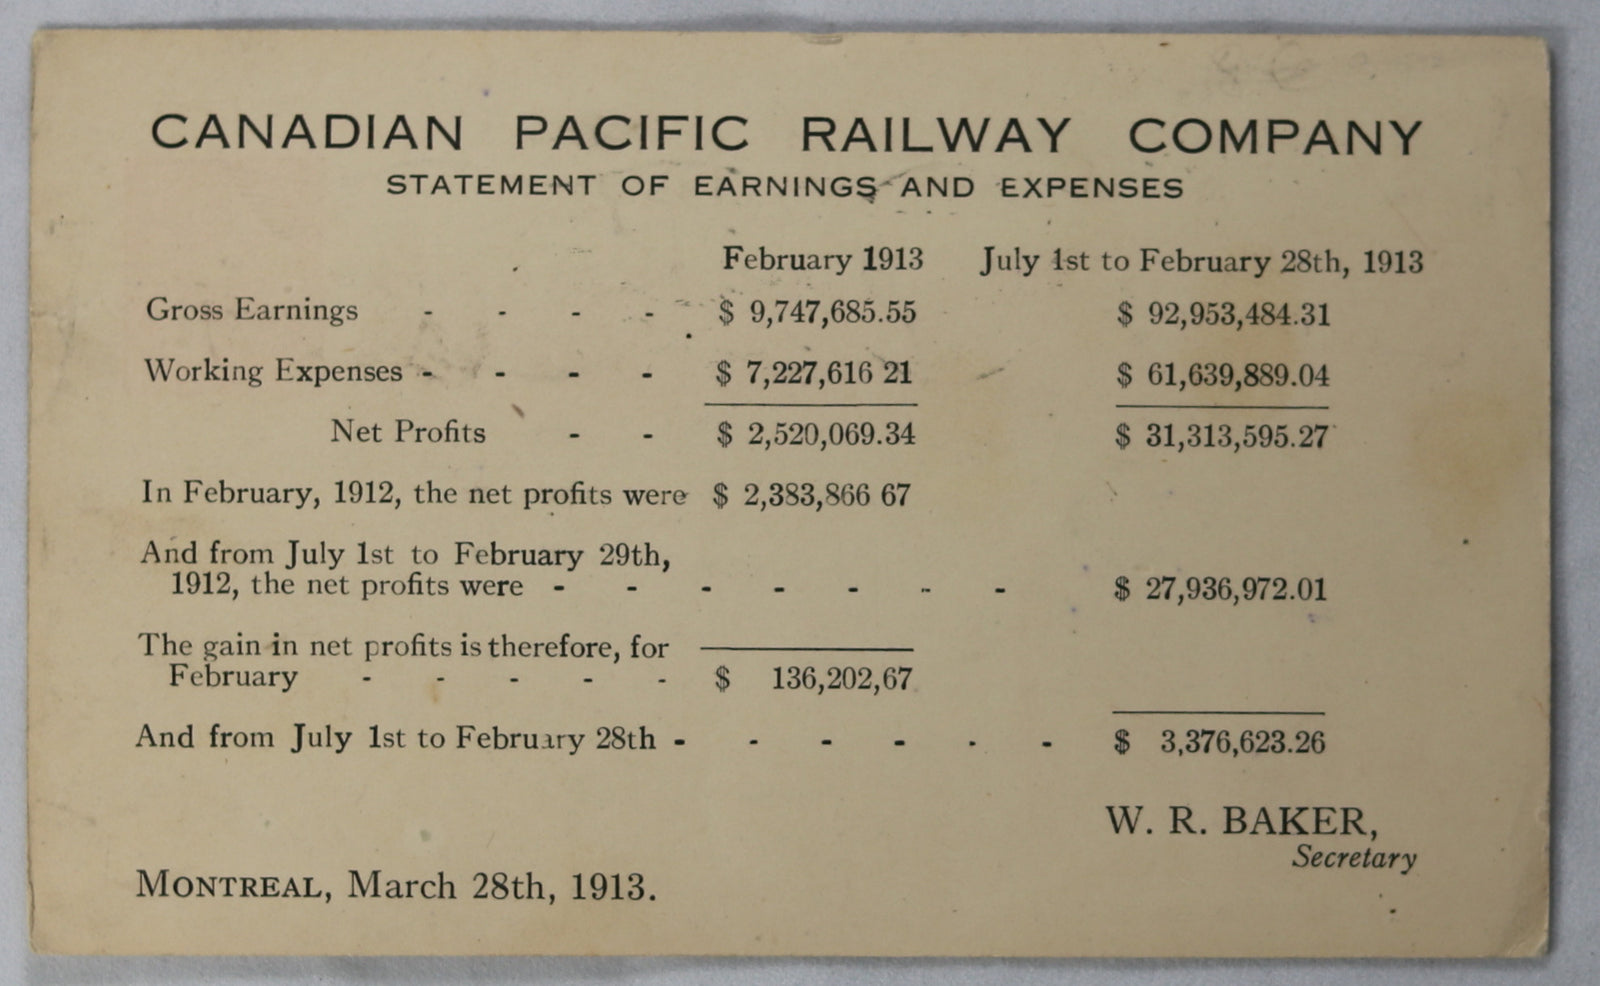 CANADIAN PACIFIC RAILWAY COMPANY
STATEMENT OF EARNINGS AND EXPENSES
February 1913 July 1st to February 28th, 1913
Gross Earnings - - - - $ 9,747,685.55 $ 92,953,484.31
Working Expenses - - - - $ 7,227,616 21 $ 61,639,889.04
Net Profits - - $ 2,520,069.34 $ 31,313,595.27
In February, 1912, the net profits were $ 2,383,866 67
And from July 1st to February 29th,
1912, the net profits were - - - - - - - $ 27,936,972.01
The gain in net profits is therefore, for
February - - - - - $ 136,202,67
And from July 1st to February 28th - - - - - - $ 3,376,623.26
W. R. BAKER,
Secretary
MONTREAL, March 28th, 1913.